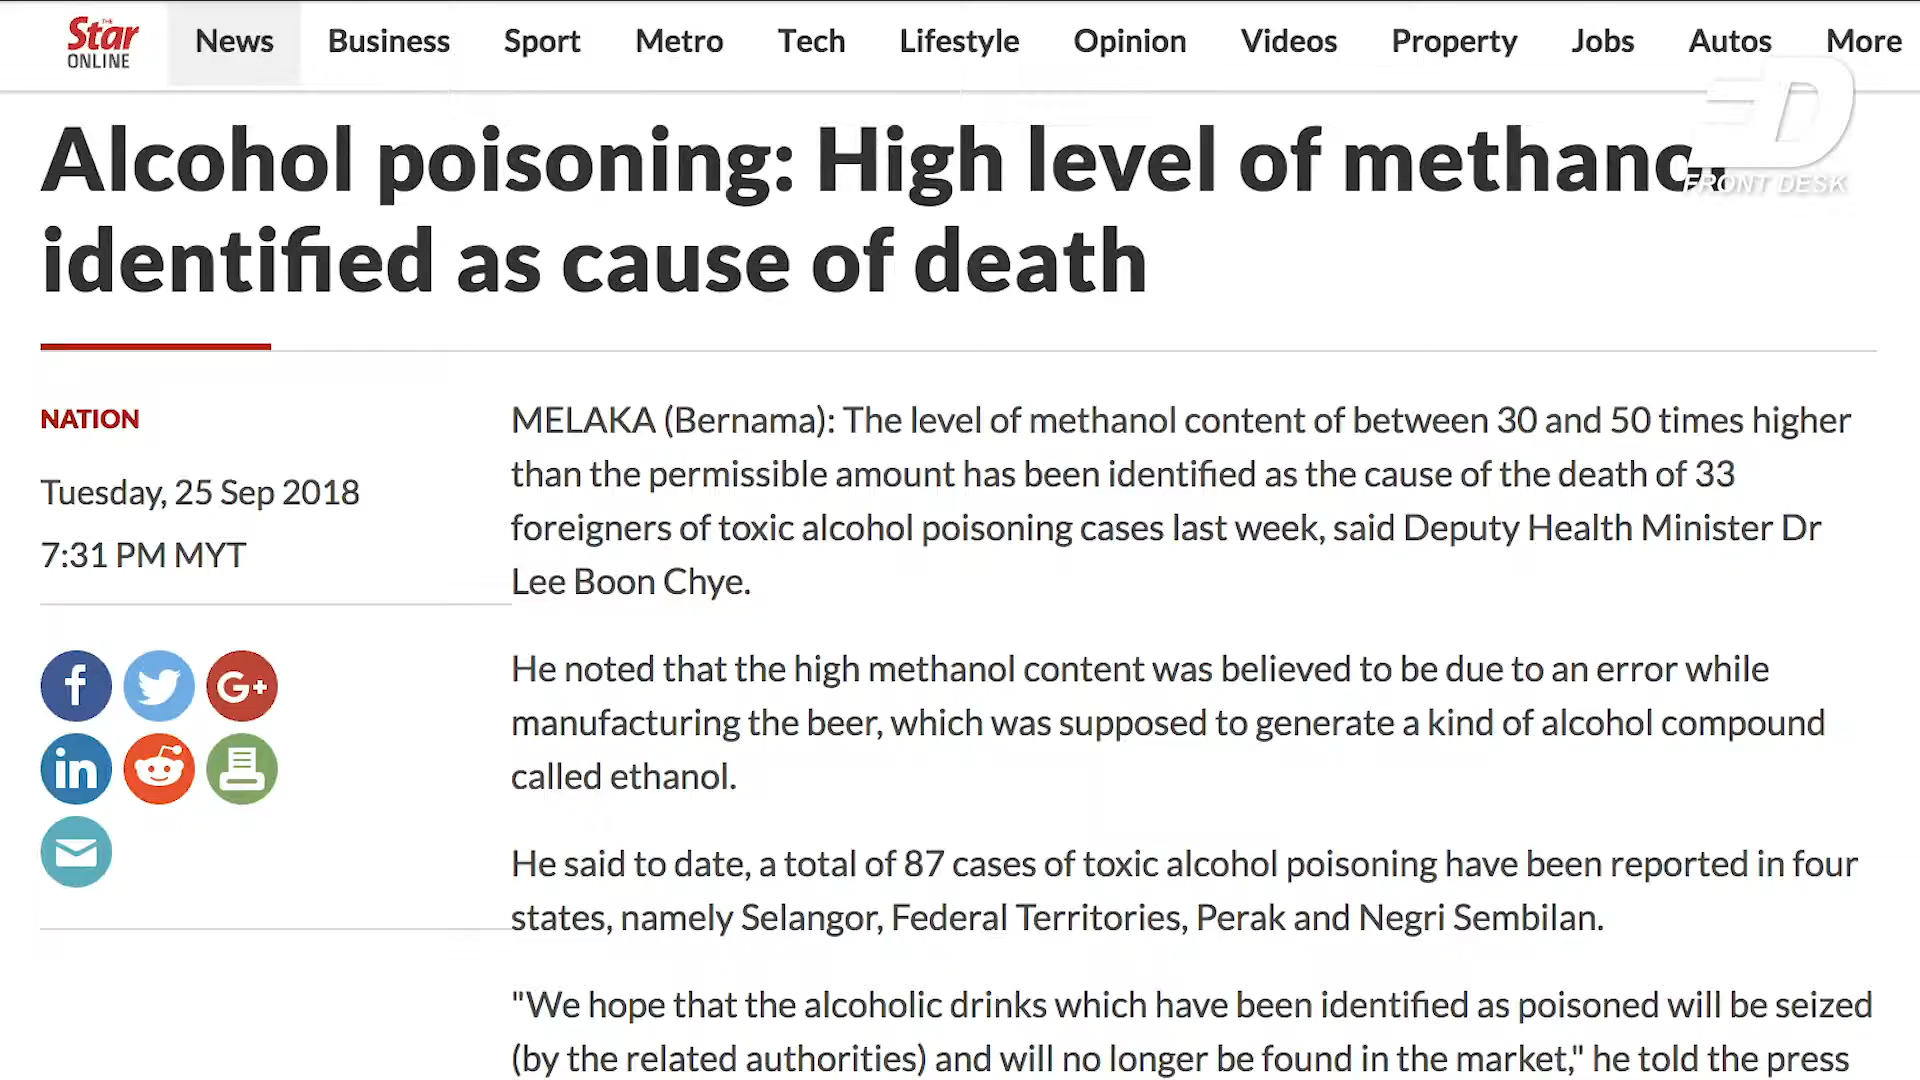 THE
Star
ONLINE
News Business Sport Metro Tech Lifestyle Opinion Videos Property Jobs Autos More
D
FRONT DESK
Alcohol poisoning: High level of methanol
identified as cause of death
NATION
Tuesday, 25 Sep 2018
7:31 PM MYT
f
G+
in
MELAKA (Bernama): The level of methanol content of between 30 and 50 times higher
than the permissible amount has been identified as the cause of the death of 33
foreigners of toxic alcohol poisoning cases last week, said Deputy Health Minister Dr
Lee Boon Chye.
He noted that the high methanol content was believed to be due to an error while
manufacturing the beer, which was supposed to generate a kind of alcohol compound
called ethanol.
He said to date, a total of 87 cases of toxic alcohol poisoning have been reported in four
states, namely Selangor, Federal Territories, Perak and Negri Sembilan.
"We hope that the alcoholic drinks which have been identified as poisoned will be seized
(by the related authorities) and will no longer be found in the market," he told the press